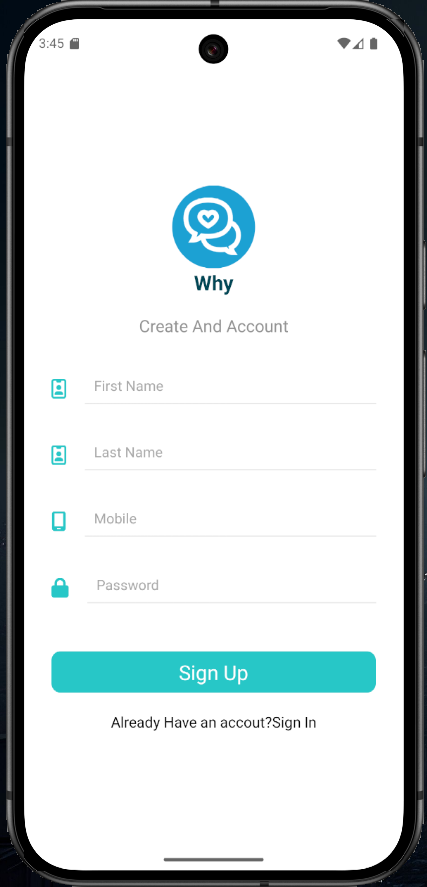 3:45
Why
Create And Account
First Name
Last Name
Mobile
Password
Sign Up
Already Have an accout?Sign In